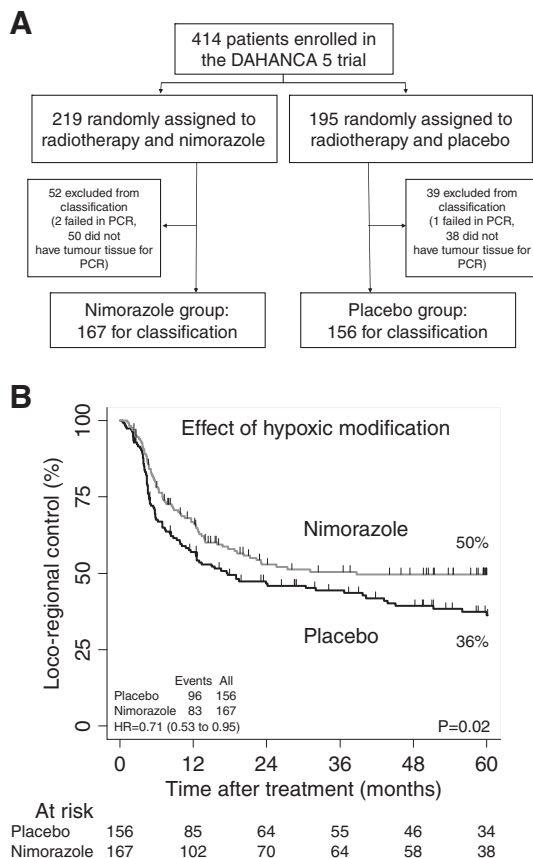 A
414 patients enrolled in
the DAHANCA 5 trial
219 randomly assigned to
radiotherapy and nimorazole
195 randomly assigned to
radiotherapy and placebo
52 excluded from
classification
(2 failed in PCR,
50 did not
have tumour tissue for
PCR)
39 excluded from
classification
(1 failed in PCR,
38 did not
have tumour tissue for
PCR)
Nimorazole group:
167 for classification
Placebo group:
156 for classification
B
Effect of hypoxic modification
Loco-regional control (%)
100
75
50
25
0
Nimorazole
50%
Placebo
36%
Events All
Placebo 96 156
Nimorazole 83 167
HR=0.71 (0.53 to 0.95)
P=0.02
0 12 24 36 48 60
Time after treatment (months)
At risk
Placebo 156 85 64 55 46 34
Nimorazole 167 102 70 64 58 38